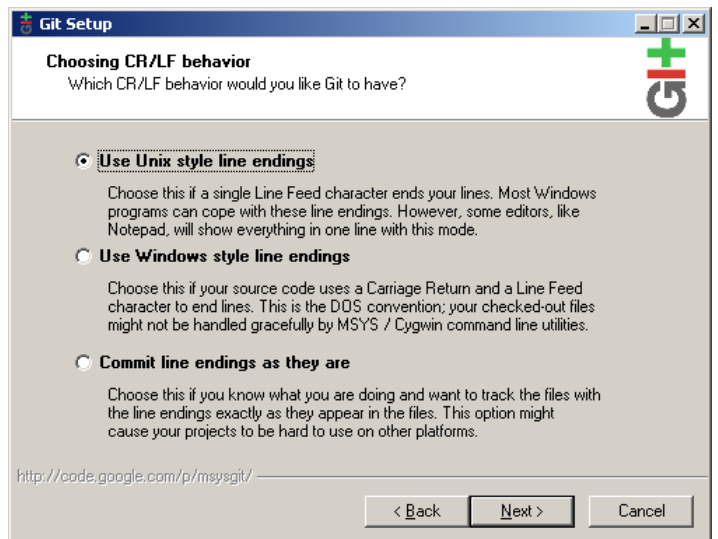 Git Setup
Choosing CR/LF behavior
Which CR/LF behavior would you like Git to have?
GIt
Use Unix style line endings
Choose this if a single Line Feed character ends your lines. Most Windows
programs can cope with these line endings. However, some editors, like
Notepad, will show everything in one line with this mode.
Use Windows style line endings
Choose this if your source code uses a Carriage Return and a Line Feed
character to end lines. This is the DOS convention; your checked-out files
might not be handled gracefully by MSYS / Cygwin command line utilities.
Commit line endings as they are
Choose this if you know what you are doing and want to track the files with
the line endings exactly as they appear in the files. This option might
cause your projects to be hard to use on other platforms.
http://code.google.com/p/msysgit/
< Back
Next >
Cancel